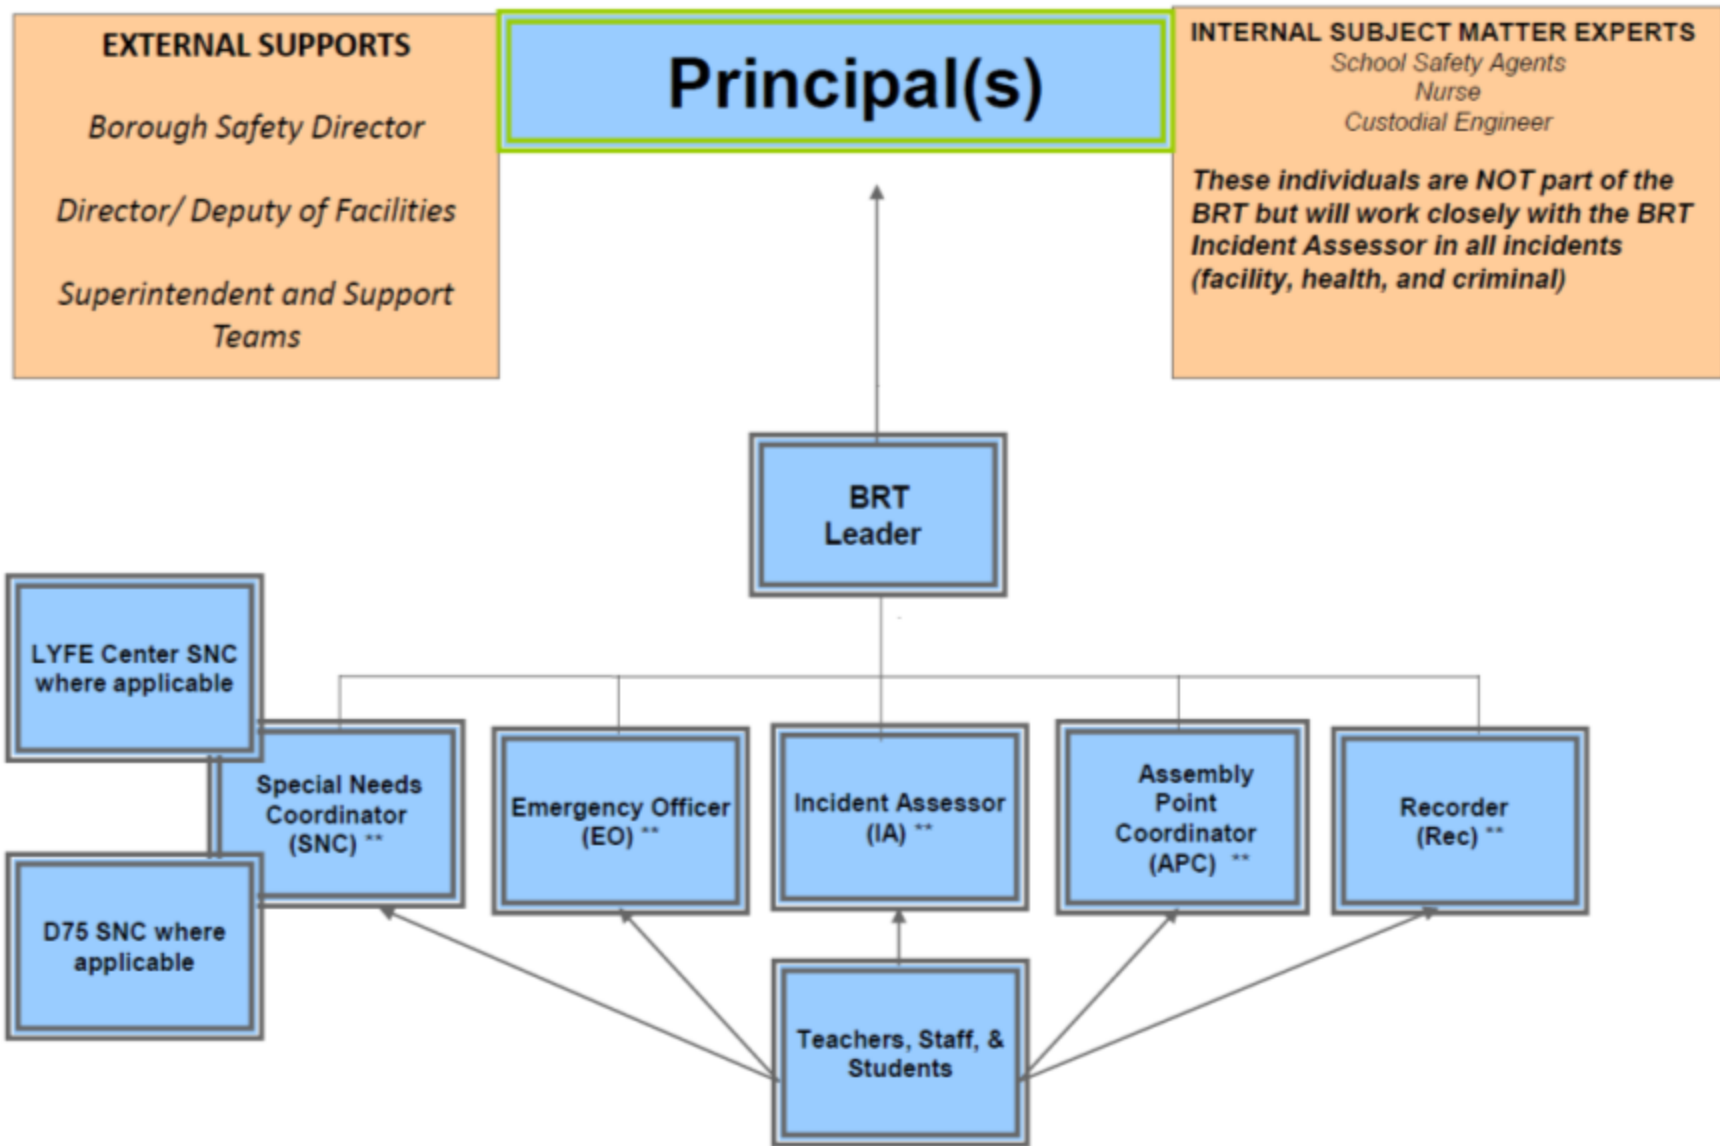 EXTERNAL SUPPORTS
Borough Safety Director
Director/ Deputy of Facilities
Superintendent and Support
Teams
Principal(s)
INTERNAL SUBJECT MATTER EXPERTS
School Safety Agents
Nurse
Custodial Engineer
These individuals are NOT part of the
BRT but will work closely with the BRT
Incident Assessor in all incidents
(facility, health, and criminal)
BRT
Leader
LYFE Center SNC
where applicable
Special Needs
Coordinator
(SNC) **
D75 SNC where
applicable
Emergency Officer
(EO) **
Incident Assessor
(IA) **
Assembly
Point
Coordinator
(APC) **
Recorder
(Rec) **
Teachers, Staff, &
Students